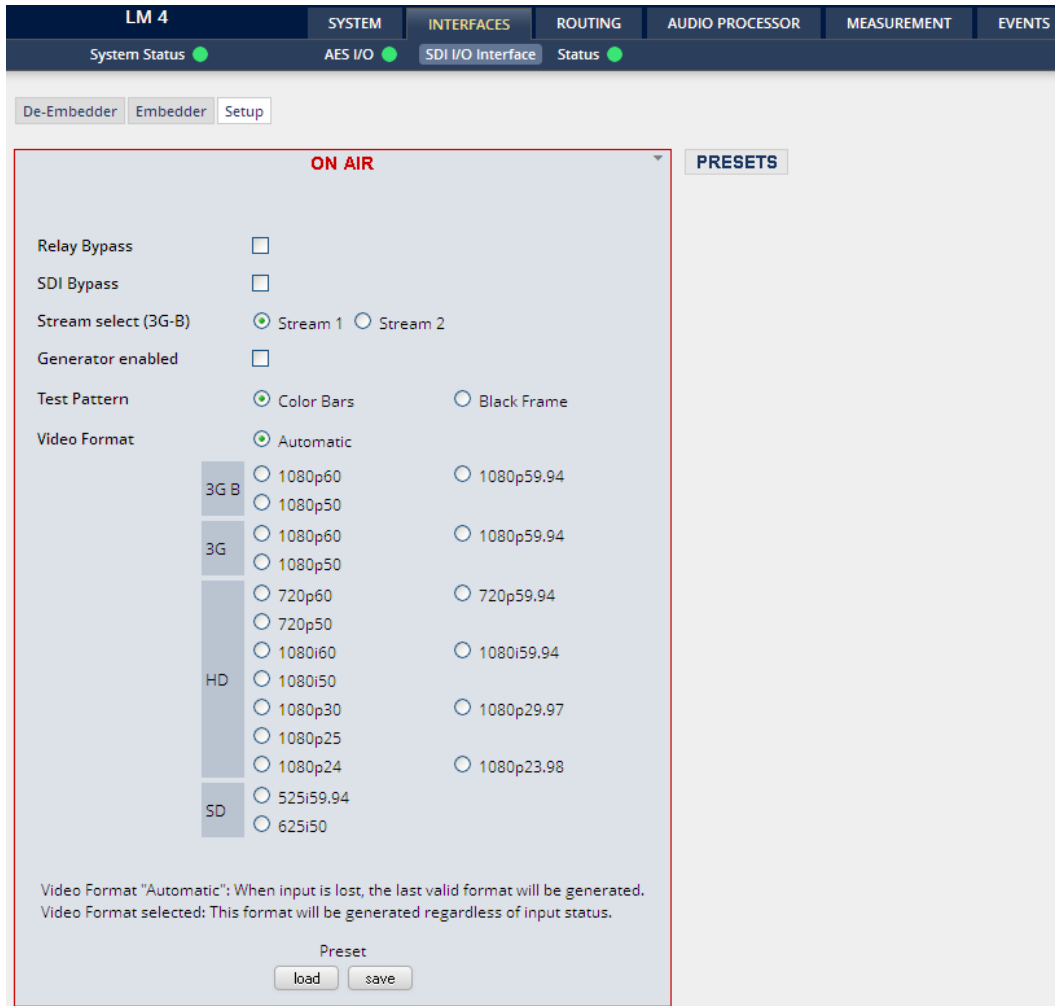 LM 4 SYSTEM INTERFACES ROUTING AUDIO PROCESSOR MEASUREMENT EVENTS
System Status AES I/O SDI I/O Interface Status
De-Embedder Embedder Setup
ON AIR PRESETS
Relay Bypass
SDI Bypass
Stream select (3G-B) Stream 1 Stream 2
Generator enabled
Test Pattern Color Bars Black Frame
Video Format Automatic
3G B
1080p60 1080p59.94
1080p50
3G
1080p60 1080p59.94
1080p50
HD
720p60 720p59.94
720p50
1080i60 1080i59.94
1080i50
1080p30 1080p29.97
1080p25
1080p24 1080p23.98
SD
525i59.94
625i50
Video Format "Automatic": When input is lost, the last valid format will be generated.
Video Format selected: This format will be generated regardless of input status.
Preset
load save